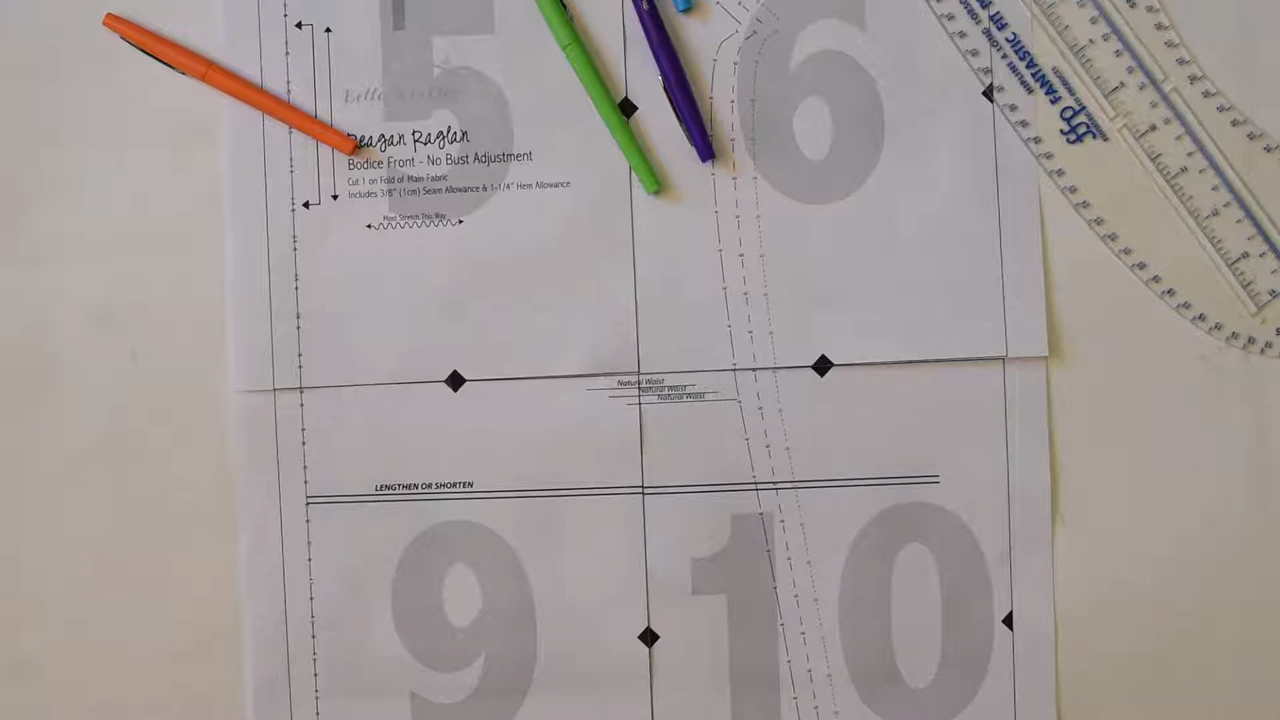 5
6
Reagan Raglan
Bodice Front - No Bust Adjustment
Cut 1 on Fold of Main Fabric
Includes 3/8" (1cm) Seam Allowance & 1-1/4" Hem Allowance
Most Stretch This Way
FANTASTIC FIT
ffp
Natural Waist
Natural Waist
Natural Waist
LENGTHEN OR SHORTEN
9
10